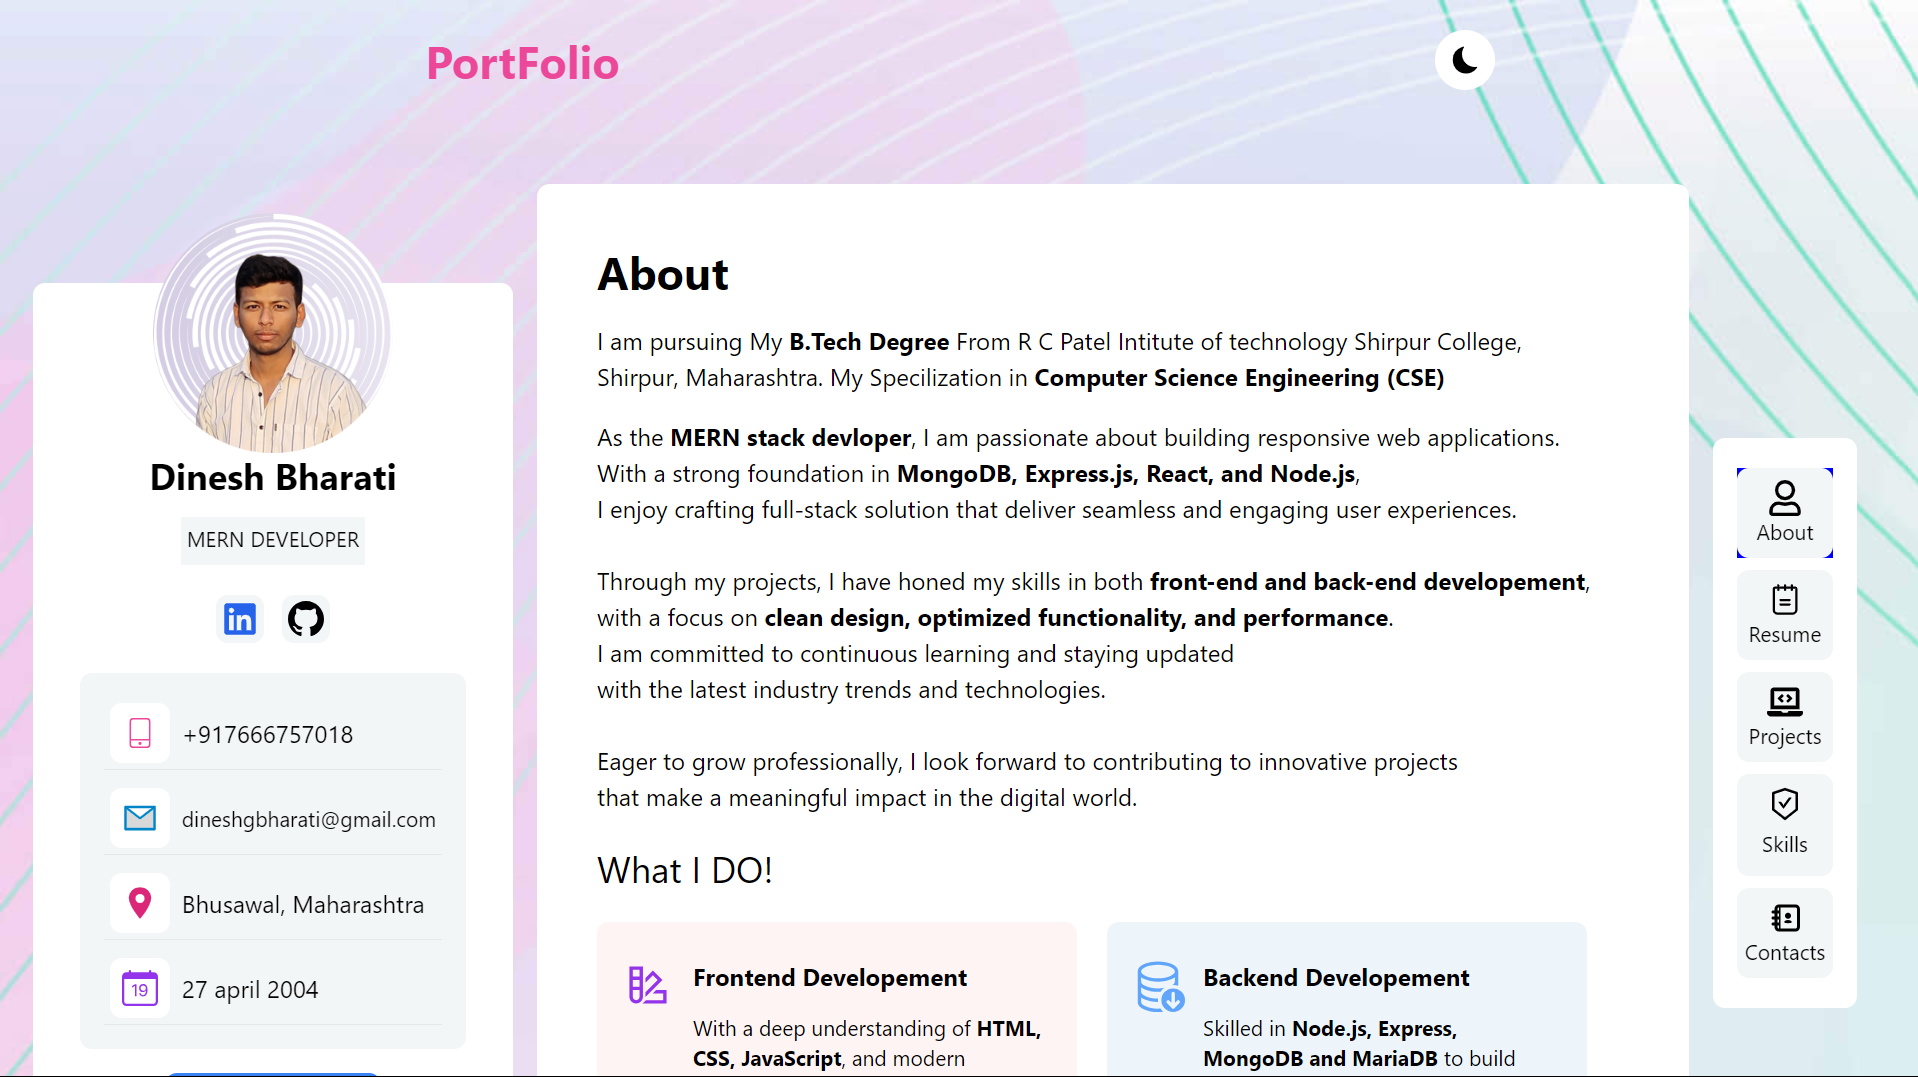 PortFolio
Dinesh Bharati
MERN DEVELOPER
in
+917666757018
dineshgbharati@gmail.com
Bhusawal, Maharashtra
19
27 april 2004
About
I am pursuing My B.Tech Degree From R C Patel Intitute of technology Shirpur College,
Shirpur, Maharashtra. My Specilization in Computer Science Engineering (CSE)
As the MERN stack devloper, I am passionate about building responsive web applications.
With a strong foundation in MongoDB, Express.js, React, and Node.js,
I enjoy crafting full-stack solution that deliver seamless and engaging user experiences.
Through my projects, I have honed my skills in both front-end and back-end developement,
with a focus on clean design, optimized functionality, and performance.
I am committed to continuous learning and staying updated
with the latest industry trends and technologies.
Eager to grow professionally, I look forward to contributing to innovative projects
that make a meaningful impact in the digital world.
What I DO!
Frontend Developement
With a deep understanding of HTML,
CSS, JavaScript, and modern
Backend Developement
Skilled in Node.js, Express,
MongoDB and MariaDB to build
About
Resume
Projects
Skills
Contacts